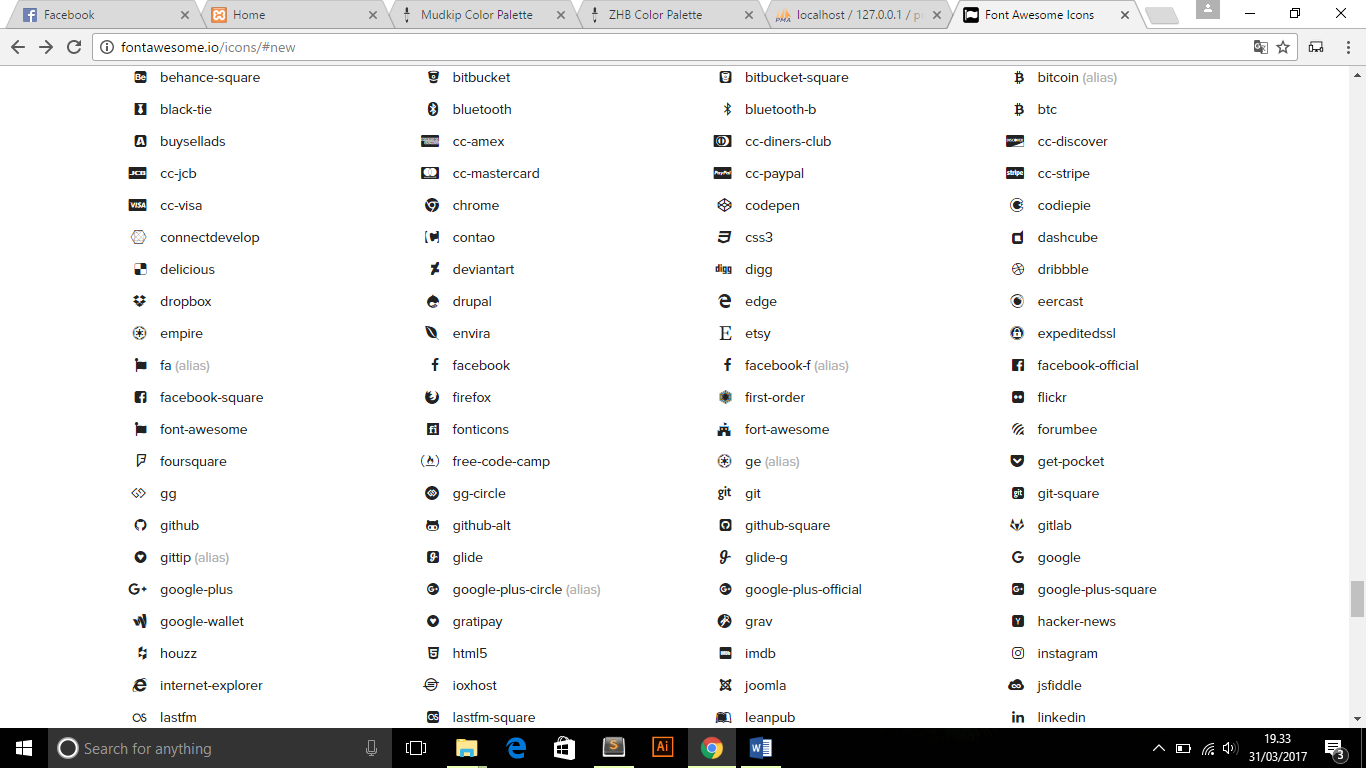 Facebook Home Mudkip Color Palette ZHB Color Palette localhost / 127.0.0.1 / p Font Awesome Icons
fontawesome.io/icons/#new
behance-square bitbucket bitbucket-square bitcoin (alias)
black-tie bluetooth bluetooth-b btc
buysellads cc-amex cc-diners-club cc-discover
cc-jcb cc-mastercard cc-paypal cc-stripe
cc-visa chrome codepen codiepie
connectdevelop contao css3 dashcube
delicious deviantart digg dribbble
dropbox drupal edge eercast
empire envira etsy expeditedssl
fa (alias) facebook facebook-f (alias) facebook-official
facebook-square firefox first-order flickr
font-awesome fonticons fort-awesome forumbee
foursquare free-code-camp ge (alias) get-pocket
gg gg-circle git git-square
github github-alt github-square gitlab
gittip (alias) glide glide-g google
google-plus google-plus-circle (alias) google-plus-official google-plus-square
google-wallet gratipay grav hacker-news
houzz html5 imdb instagram
internet-explorer ioxhost joomla jsfiddle
lastfm lastfm-square leanpub linkedin
Search for anything
19.33
31/03/2017
3